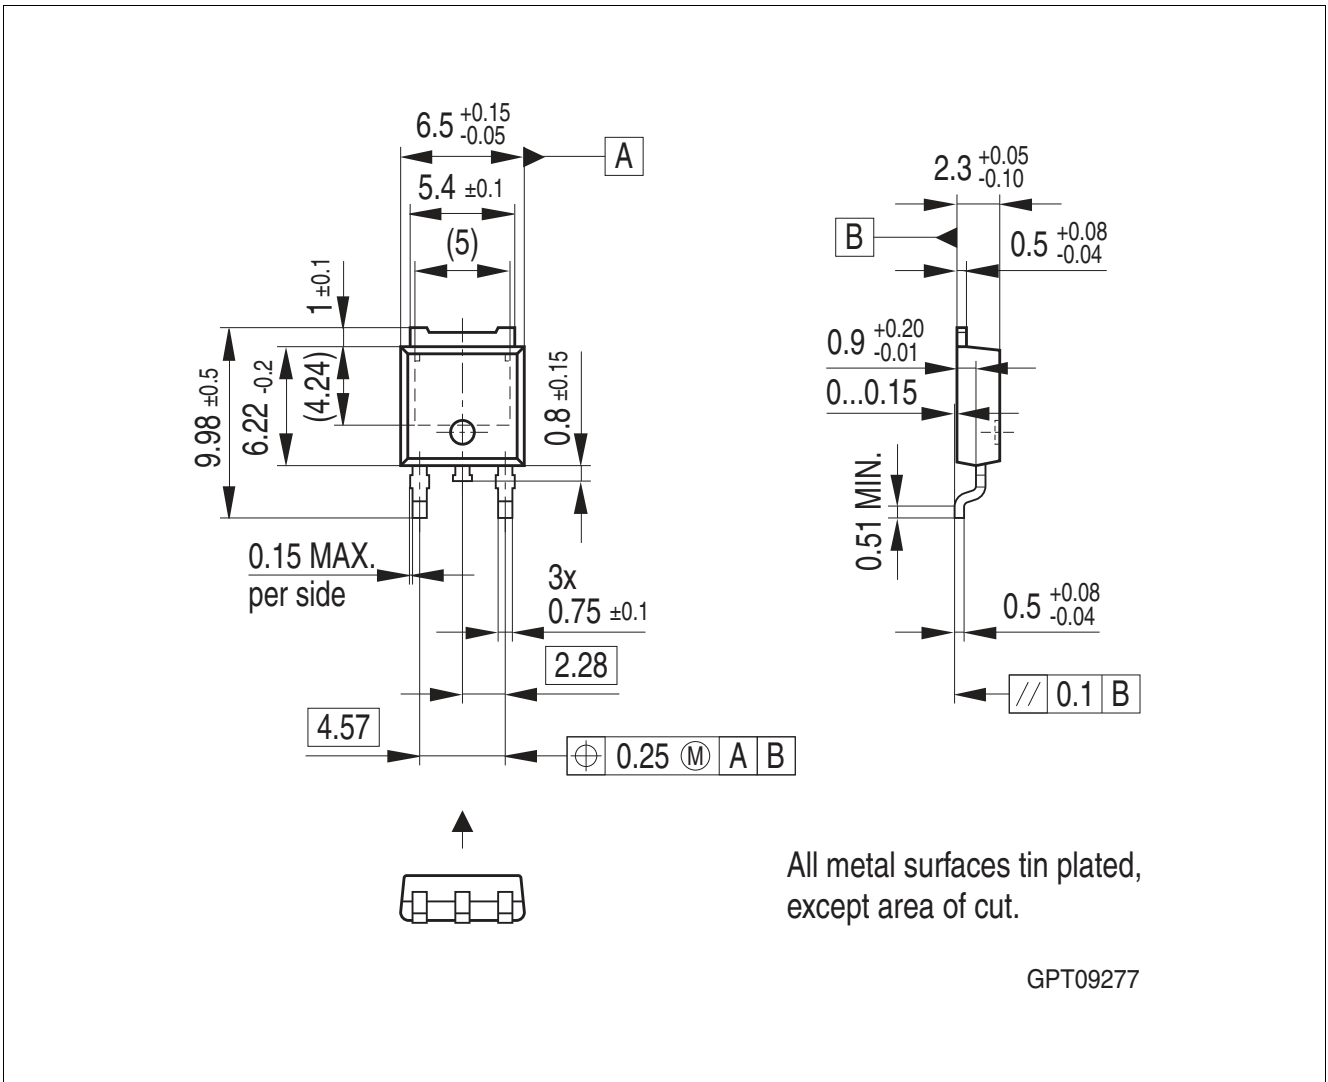 6.5 +0.15 -0.05
A
5.4 ±0.1
(5)
1 ±0.1
9.98 ±0.5
6.22 -0.2
(4.24)
0.8 ±0.15
0.15 MAX.
per side
3x
0.75 ±0.1
2.28
4.57
0.25 Ⓜ A B
2.3 +0.05 -0.10
B
0.5 +0.08 -0.04
0.9 +0.20 -0.01
0...0.15
0.51 MIN.
0.5 +0.08 -0.04
// 0.1 B
All metal surfaces tin plated,
except area of cut.
GPT09277